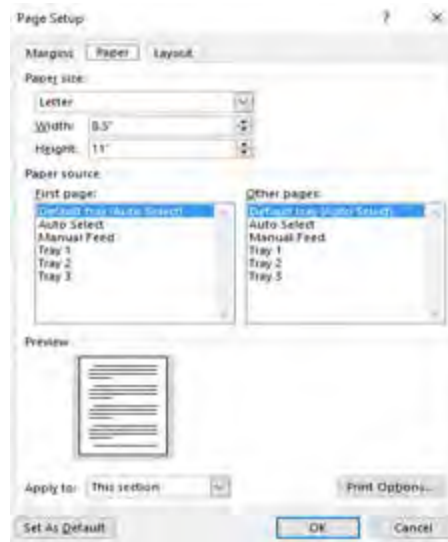 Page Setup ? ×
Margins Paper Layout
Paper size:
Letter
Width: 8.5"
Height: 11"
Paper source
First page: Other pages:
Default tray (Auto Select) Default tray (Auto Select)
Auto Select Auto Select
Manual Feed Manual Feed
Tray 1 Tray 1
Tray 2 Tray 2
Tray 3 Tray 3
Preview
Apply to: This section Print Options...
Set As Default OK Cancel